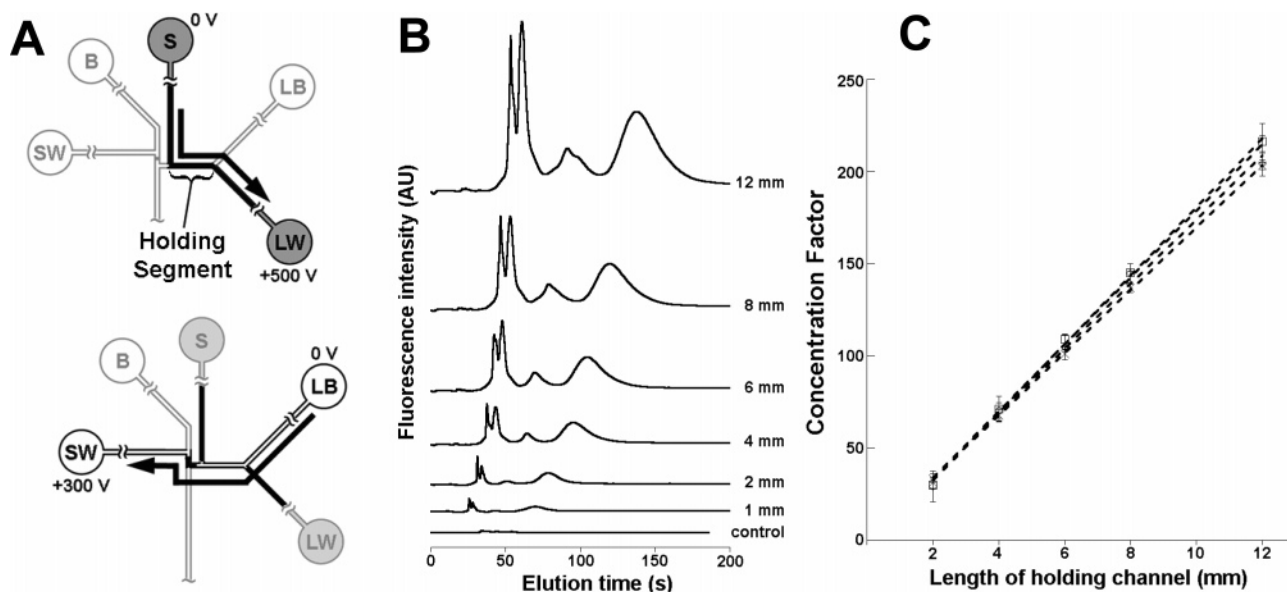 A
0 V
S
B
LB
SW
Holding
Segment
LW
+500 V
S
0 V
B
LB
SW
+300 V
LW
B
Fluorescence intensity (AU)
12 mm
8 mm
6 mm
4 mm
2 mm
1 mm
control
0 50 100 150 200
Elution time (s)
C
Concentration Factor
250
200
150
100
50
0
2 4 6 8 10 12
Length of holding channel (mm)